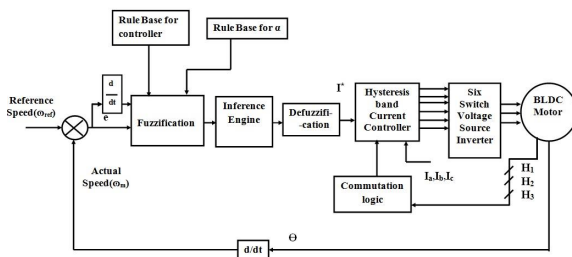 Rule Base for
controller
Rule Base for α
d
dt
e
Reference
Speed(ωref)
Fuzzification
Inference
Engine
Defuzzifi-
-cation
I*
Hysteresis
band
Current
Controller
Six
Switch
Voltage
Source
Inverter
BLDC
Motor
Actual
Speed(ωm)
Ia,Ib,Ic
Commutation
logic
H1
H2
H3
d/dt
Θ